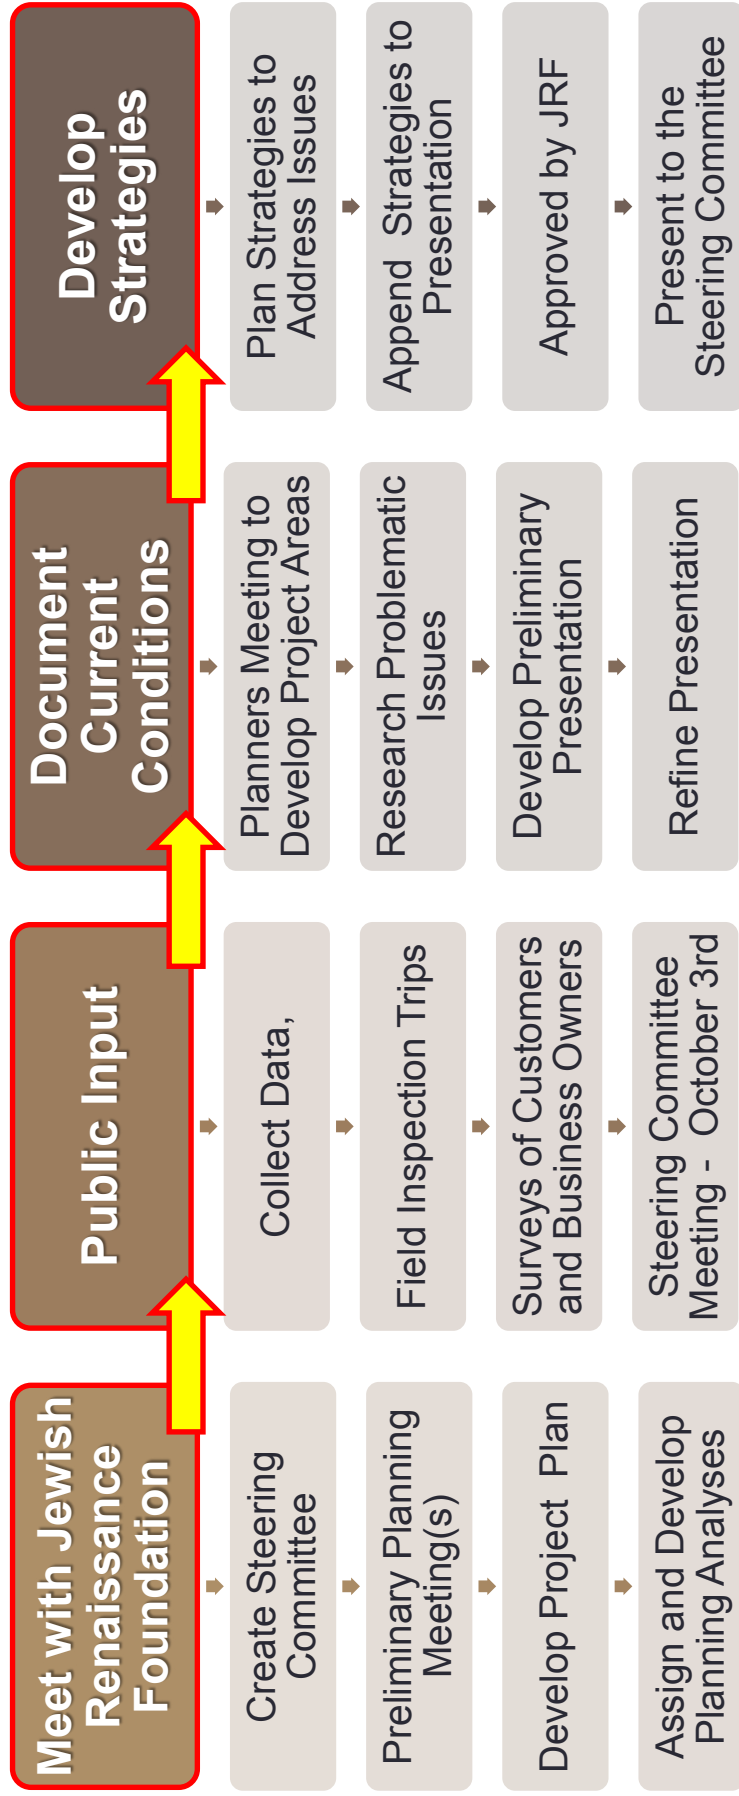 Meet with Jewish
Renaissance
Foundation
Create Steering
Committee
Preliminary Planning
Meeting(s)
Develop Project  Plan
Assign and Develop
Planning Analyses
Public Input
Collect Data,
Field Inspection Trips
Surveys of Customers
and Business Owners
Steering Committee
Meeting -  October 3rd
Document
Current
Conditions
Planners Meeting to
Develop Project Areas
Research Problematic
Issues
Develop Preliminary
Presentation
Refine Presentation
Develop
Strategies
Plan Strategies to
Address Issues
Append  Strategies to
Presentation
Approved by JRF
Present to the
Steering Committee